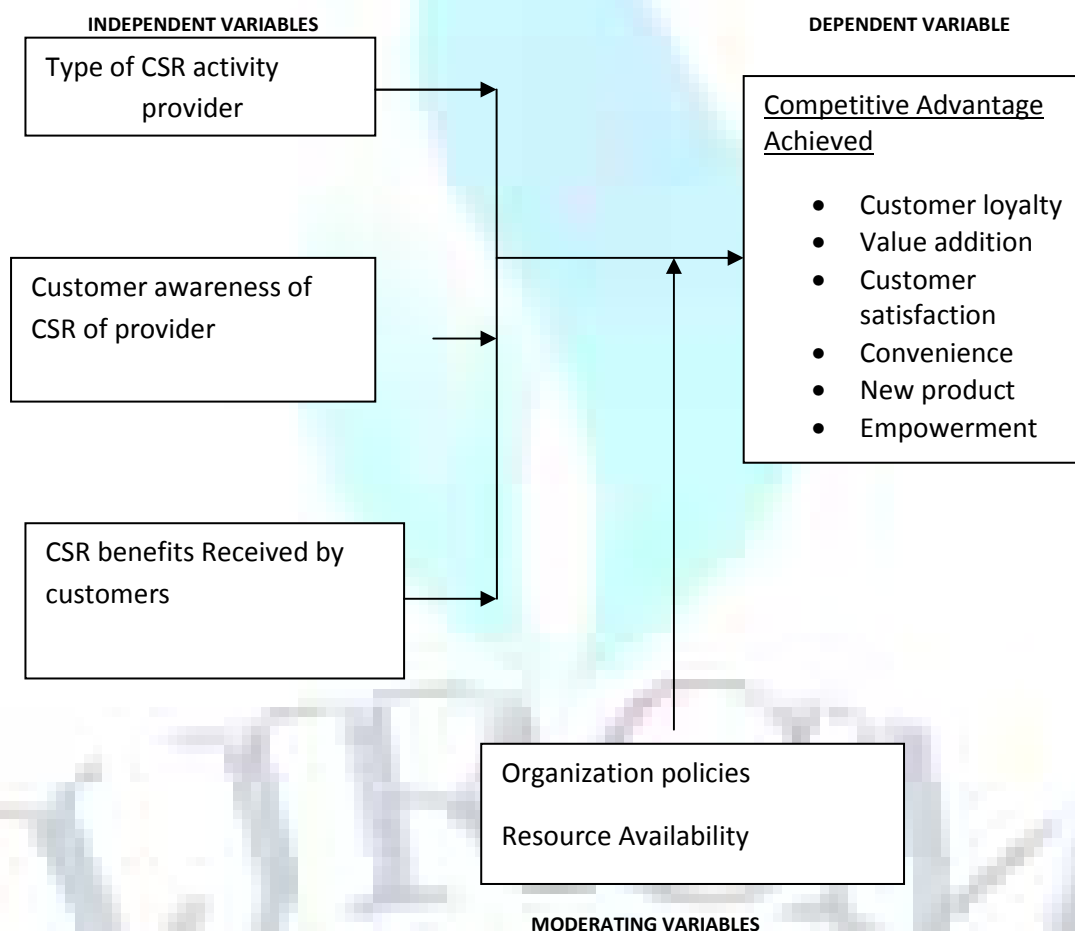 INDEPENDENT VARIABLES
DEPENDENT VARIABLE
Type of CSR activity
provider
Customer awareness of
CSR of provider
CSR benefits Received by
customers
Competitive Advantage
Achieved
• Customer loyalty
• Value addition
• Customer
satisfaction
• Convenience
• New product
• Empowerment
Organization policies
Resource Availability
MODERATING VARIABLES